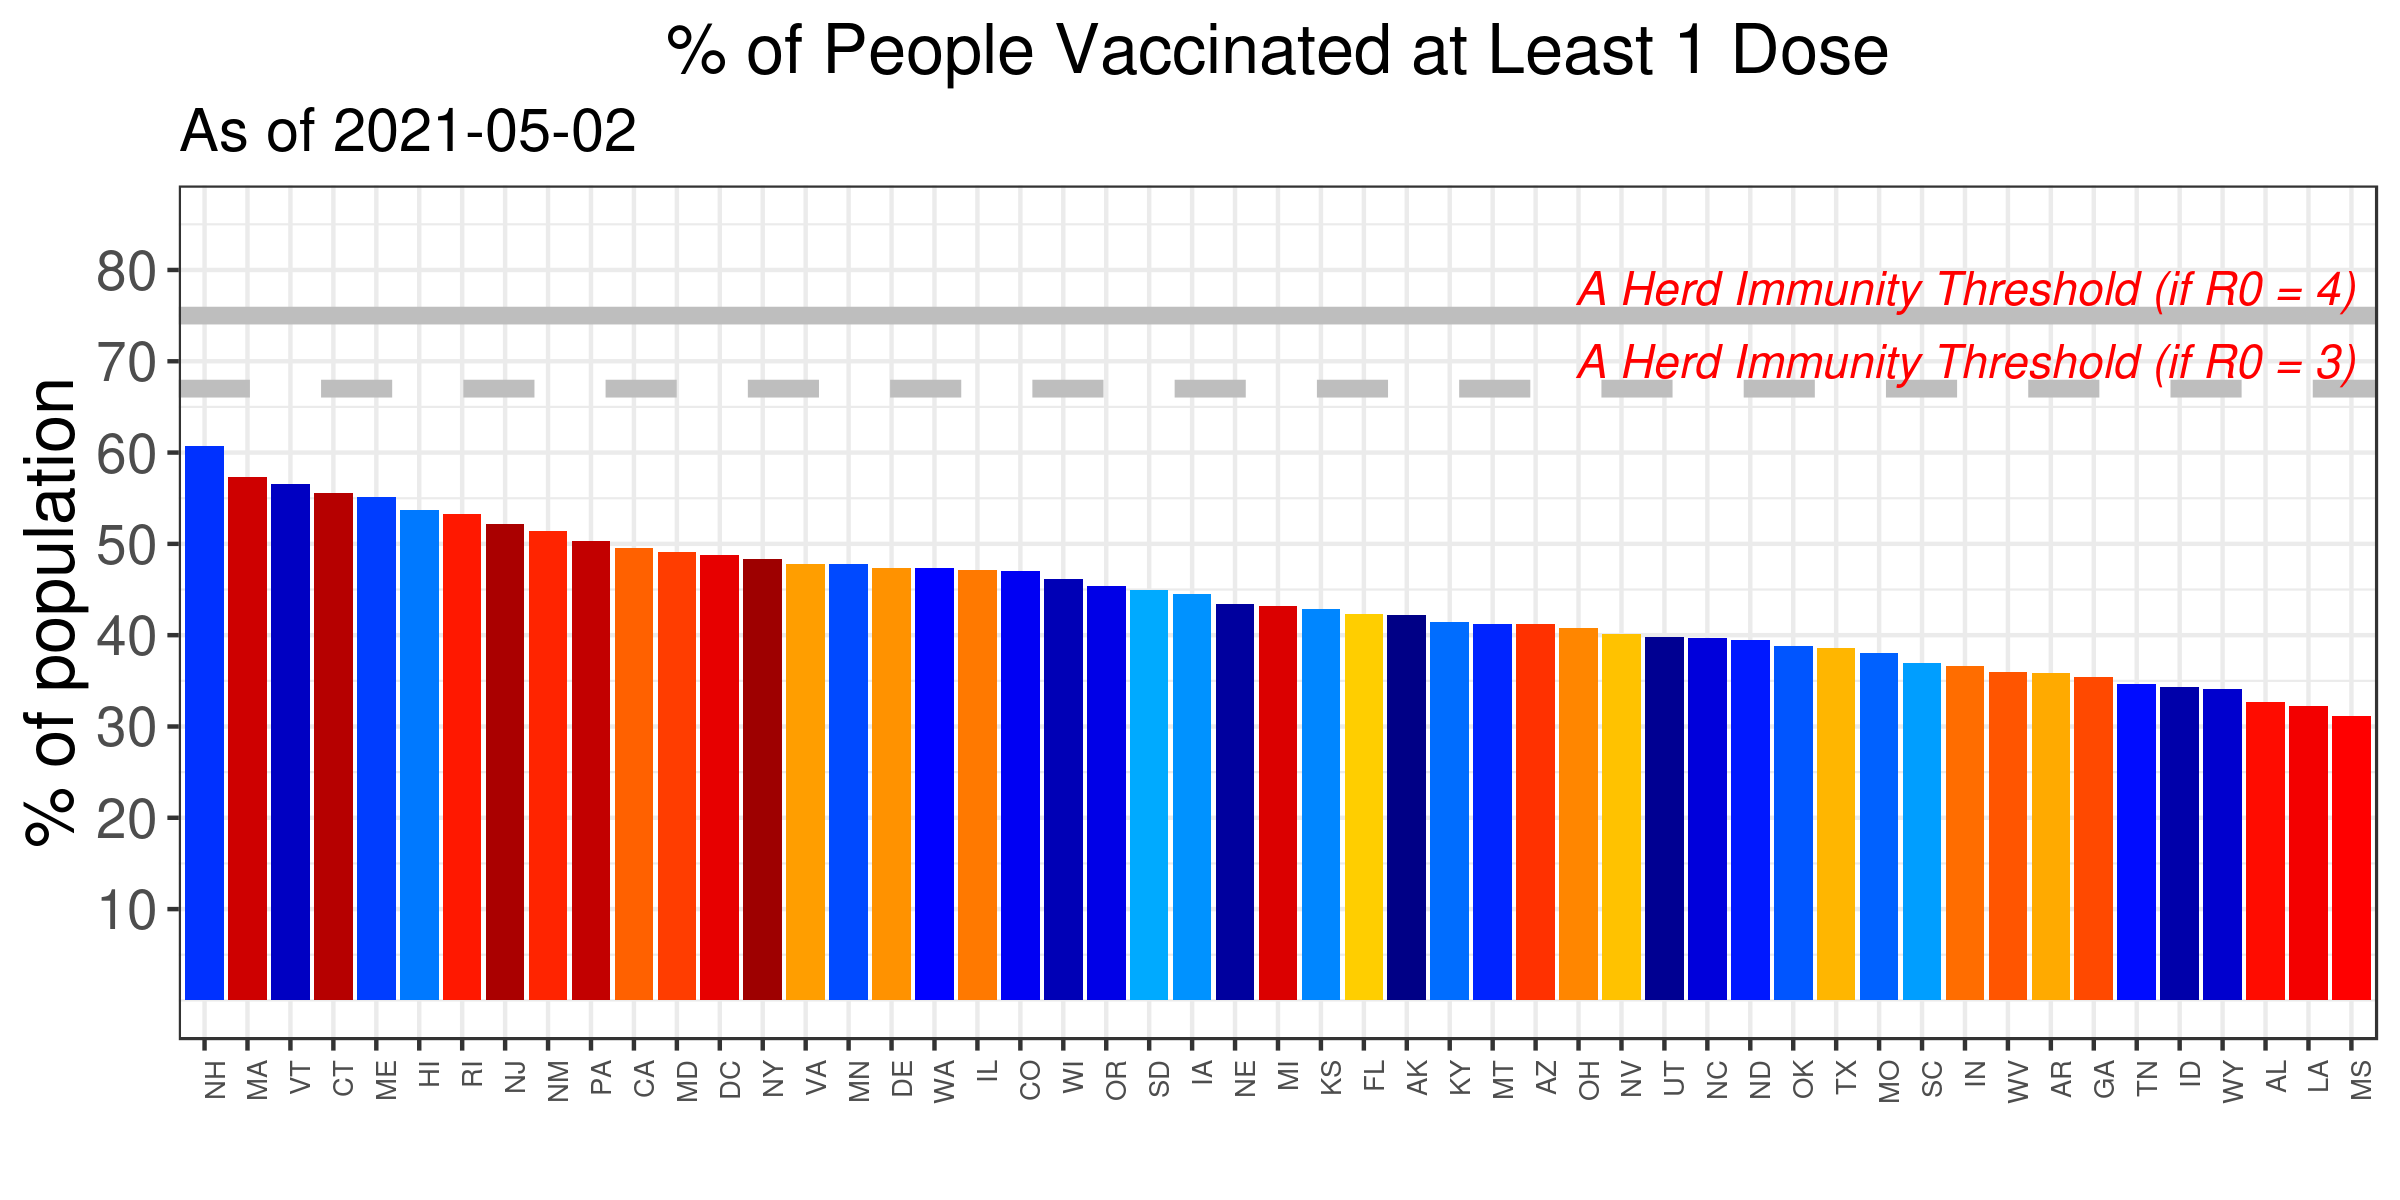 % of People Vaccinated at Least 1 Dose
As of 2021-05-02
% of population
80
70
60
50
40
30
20
10
A Herd Immunity Threshold (if R0 = 4)
A Herd Immunity Threshold (if R0 = 3)
NH MA VT CT ME HI RI NJ NM PA CA MD DC NY VA MN DE WA IL CO WI OR SD IA NE MI KS FL AK KY MT AZ OH NV UT NC ND OK TX MO SC IN WV AR GA TN ID WY AL LA MS